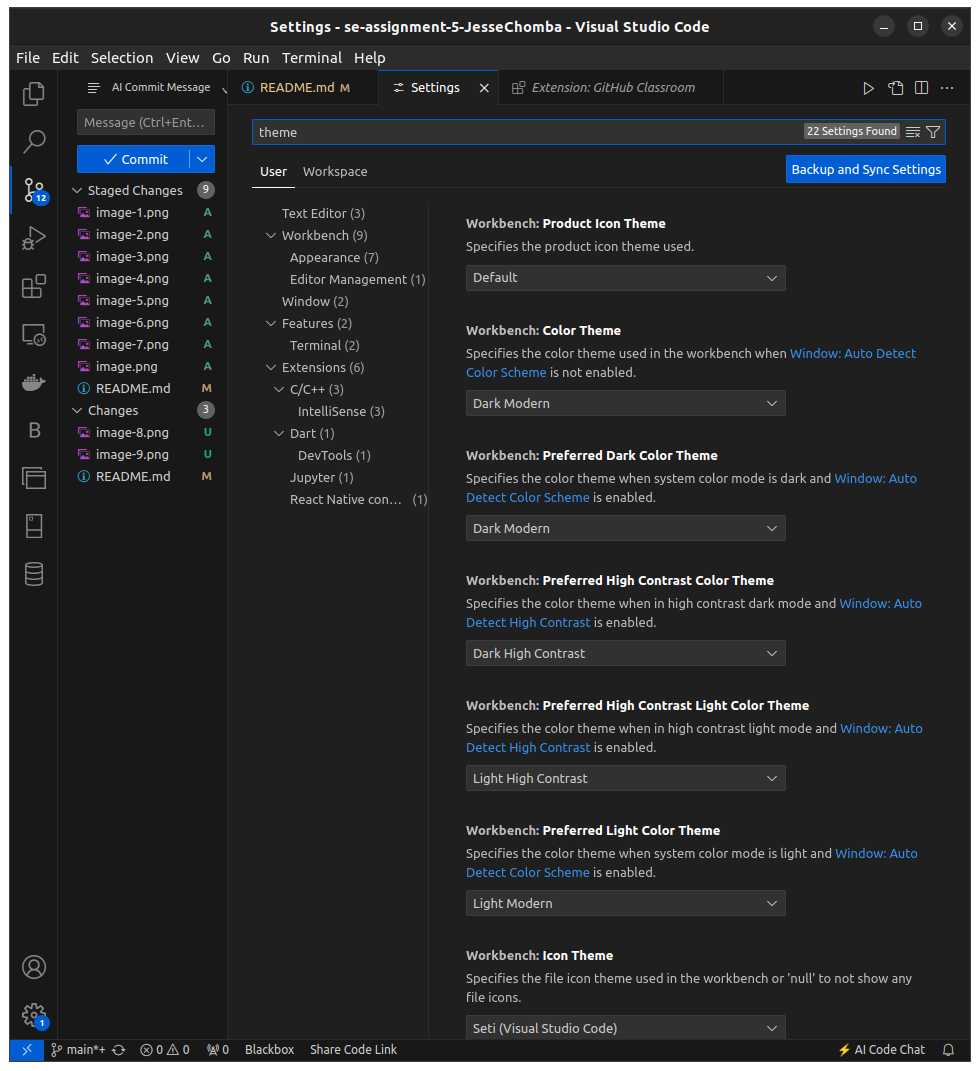 Settings - se-assignment-5-JesseChomba - Visual Studio Code
File Edit Selection View Go Run Terminal Help
AI Commit Message
README.md M
Settings
Extension: GitHub Classroom
Message (Ctrl+Ent...
Commit
Staged Changes 9
image-1.png A
image-2.png A
image-3.png A
image-4.png A
image-5.png A
image-6.png A
image-7.png A
image.png A
README.md M
Changes 3
image-8.png U
image-9.png U
README.md M
12
B
1
theme
22 Settings Found
User Workspace
Backup and Sync Settings
Text Editor (3)
Workbench (9)
Appearance (7)
Editor Management (1)
Window (2)
Features (2)
Terminal (2)
Extensions (6)
C/C++ (3)
IntelliSense (3)
Dart (1)
DevTools (1)
Jupyter (1)
React Native con... (1)
Workbench: Product Icon Theme
Specifies the product icon theme used.
Default
Workbench: Color Theme
Specifies the color theme used in the workbench when Window: Auto Detect
Color Scheme is not enabled.
Dark Modern
Workbench: Preferred Dark Color Theme
Specifies the color theme when system color mode is dark and Window: Auto
Detect Color Scheme is enabled.
Dark Modern
Workbench: Preferred High Contrast Color Theme
Specifies the color theme when in high contrast dark mode and Window: Auto
Detect High Contrast is enabled.
Dark High Contrast
Workbench: Preferred High Contrast Light Color Theme
Specifies the color theme when in high contrast light mode and Window: Auto
Detect High Contrast is enabled.
Light High Contrast
Workbench: Preferred Light Color Theme
Specifies the color theme when system color mode is light and Window: Auto
Detect Color Scheme is enabled.
Light Modern
Workbench: Icon Theme
Specifies the file icon theme used in the workbench or 'null' to not show any
file icons.
Seti (Visual Studio Code)
main*+ 0 0 0 Blackbox Share Code Link AI Code Chat